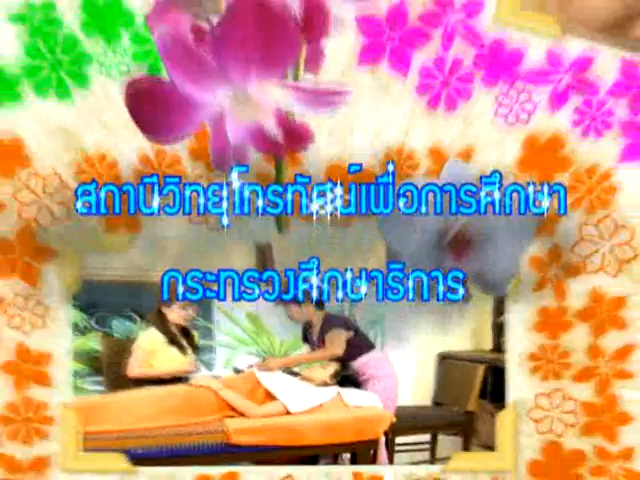 สถานีวิทยุโทรทัศน์เพื่อการศึกษา
กระทรวงศึกษาธิการ